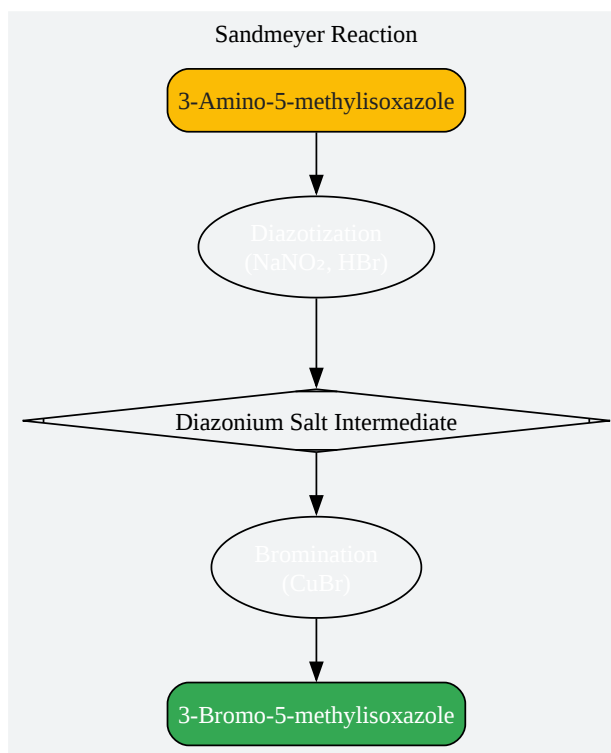 Sandmeyer Reaction
3-Amino-5-methylisoxazole
Diazotization
(NaNO₂. HBr)
Diazonium Salt Intermediate
Bromination
(CuBr)
3-Bromo-5-methylisoxazole